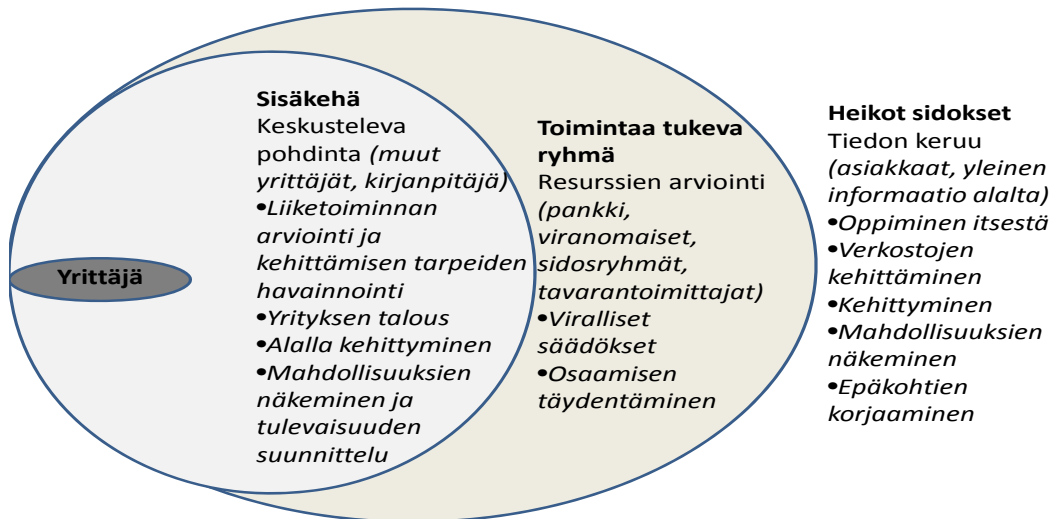 Yrittäjä
Sisäkehä
Keskusteleva
pohdinta (muut
yrittäjät, kirjanpitäjä)
•Liiketoiminnan
arviointi ja
kehittämisen tarpeiden
havainnointi
•Yrityksen talous
•Alalla kehittyminen
•Mahdollisuuksien
näkeminen ja
tulevaisuuden
suunnittelu
Toimintaa tukeva
ryhmä
Resurssien arviointi
(pankki,
viranomaiset,
sidosryhmät,
tavarantoimittajat)
•Viralliset
säädökset
•Osaamisen
täydentäminen
Heikot sidokset
Tiedon keruu
(asiakkaat, yleinen
informaatio alalta)
•Oppiminen itsestä
•Verkostojen
kehittäminen
•Kehittyminen
•Mahdollisuuksien
näkeminen
•Epäkohtien
korjaaminen